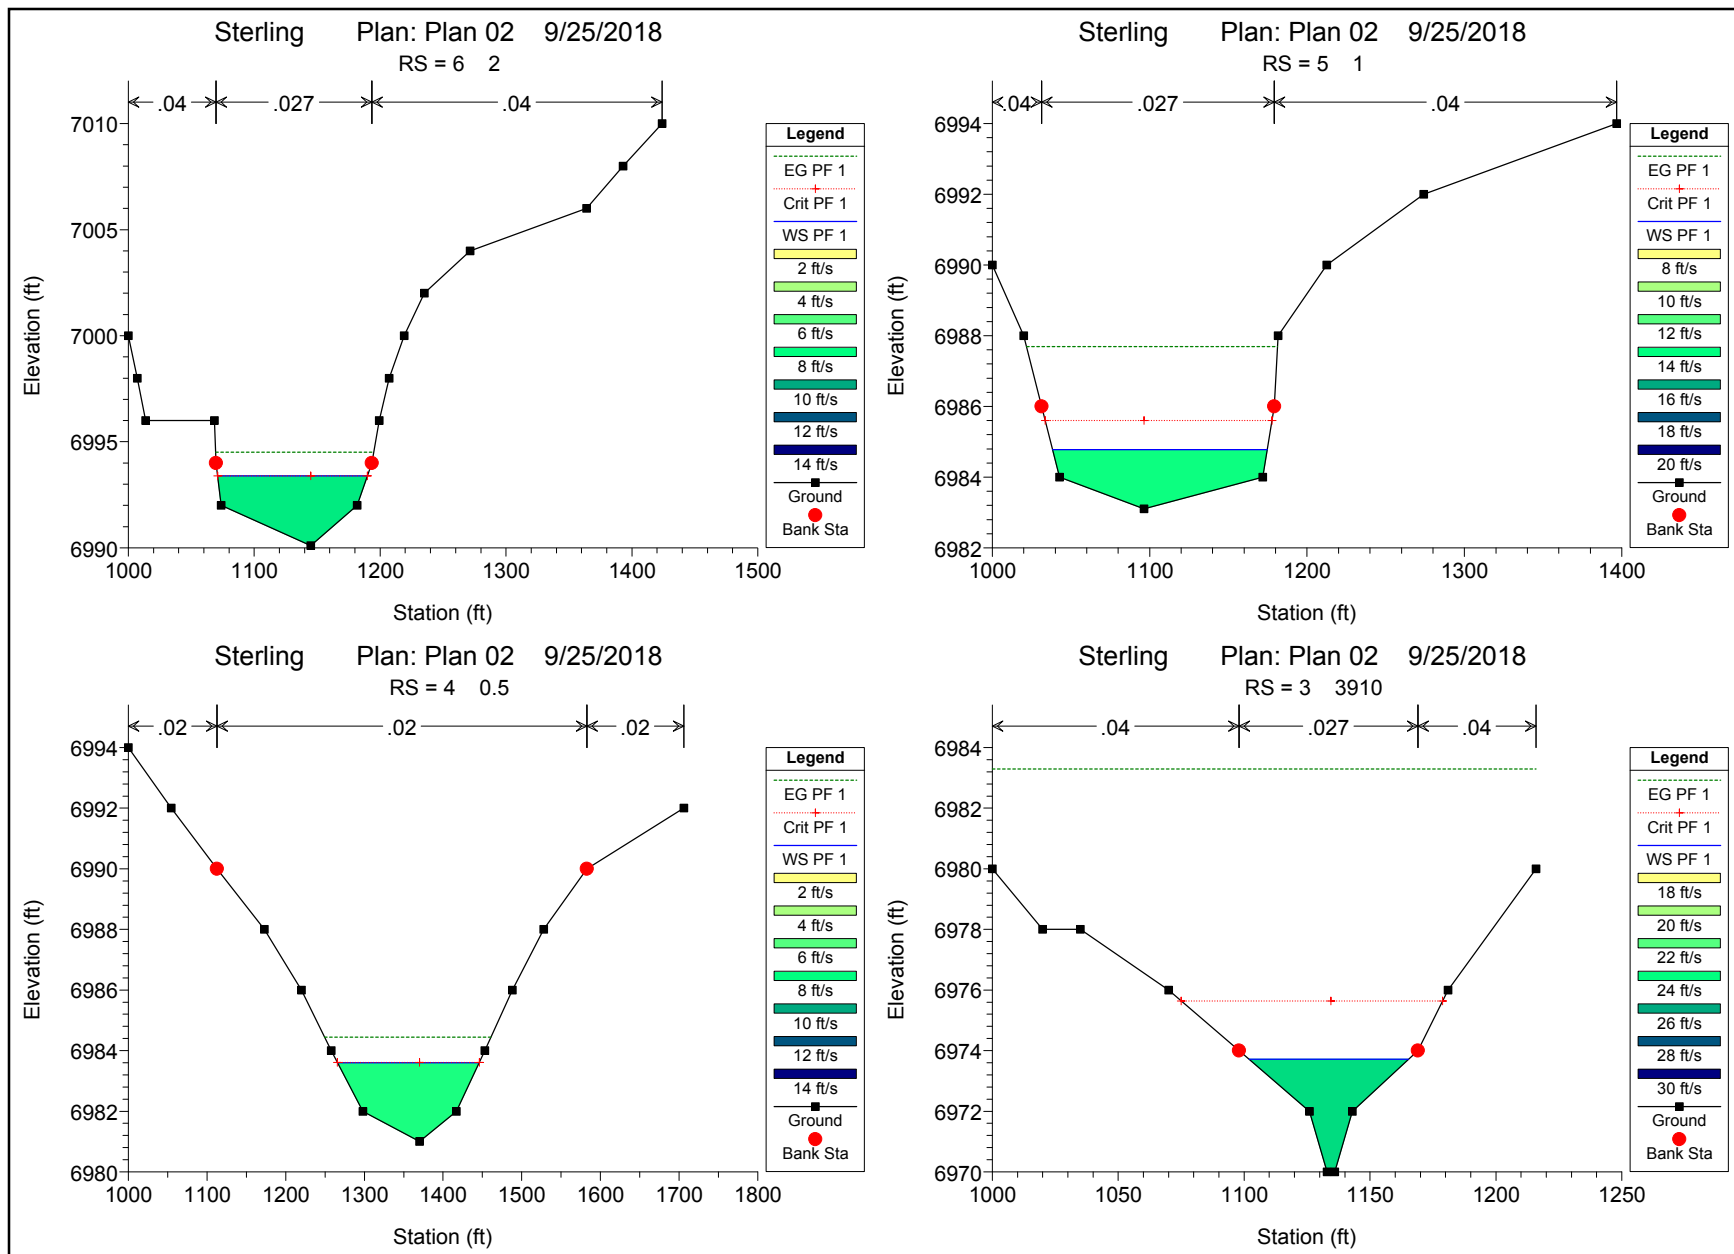 Sterling Plan: Plan 02 9/25/2018
RS = 6 2
.04 .027 .04
7010
7005
7000
6995
6990
Elevation (ft)
1000 1100 1200 1300 1400 1500
Station (ft)
Legend
EG PF 1
Crit PF 1
WS PF 1
2 ft/s
4 ft/s
6 ft/s
8 ft/s
10 ft/s
12 ft/s
14 ft/s
Ground
Bank Sta
Sterling Plan: Plan 02 9/25/2018
RS = 5 1
.04 .027 .04
6994
6992
6990
6988
6986
6984
6982
Elevation (ft)
1000 1100 1200 1300 1400
Station (ft)
Legend
EG PF 1
Crit PF 1
WS PF 1
8 ft/s
10 ft/s
12 ft/s
14 ft/s
16 ft/s
18 ft/s
20 ft/s
Ground
Bank Sta
Sterling Plan: Plan 02 9/25/2018
RS = 4 0.5
.02 .02 .02
6994
6992
6990
6988
6986
6984
6982
6980
Elevation (ft)
1000 1100 1200 1300 1400 1500 1600 1700 1800
Station (ft)
Legend
EG PF 1
Crit PF 1
WS PF 1
2 ft/s
4 ft/s
6 ft/s
8 ft/s
10 ft/s
12 ft/s
14 ft/s
Ground
Bank Sta
Sterling Plan: Plan 02 9/25/2018
RS = 3 3910
.04 .027 .04
6984
6982
6980
6978
6976
6974
6972
6970
Elevation (ft)
1000 1050 1100 1150 1200 1250
Station (ft)
Legend
EG PF 1
Crit PF 1
WS PF 1
18 ft/s
20 ft/s
22 ft/s
24 ft/s
26 ft/s
28 ft/s
30 ft/s
Ground
Bank Sta